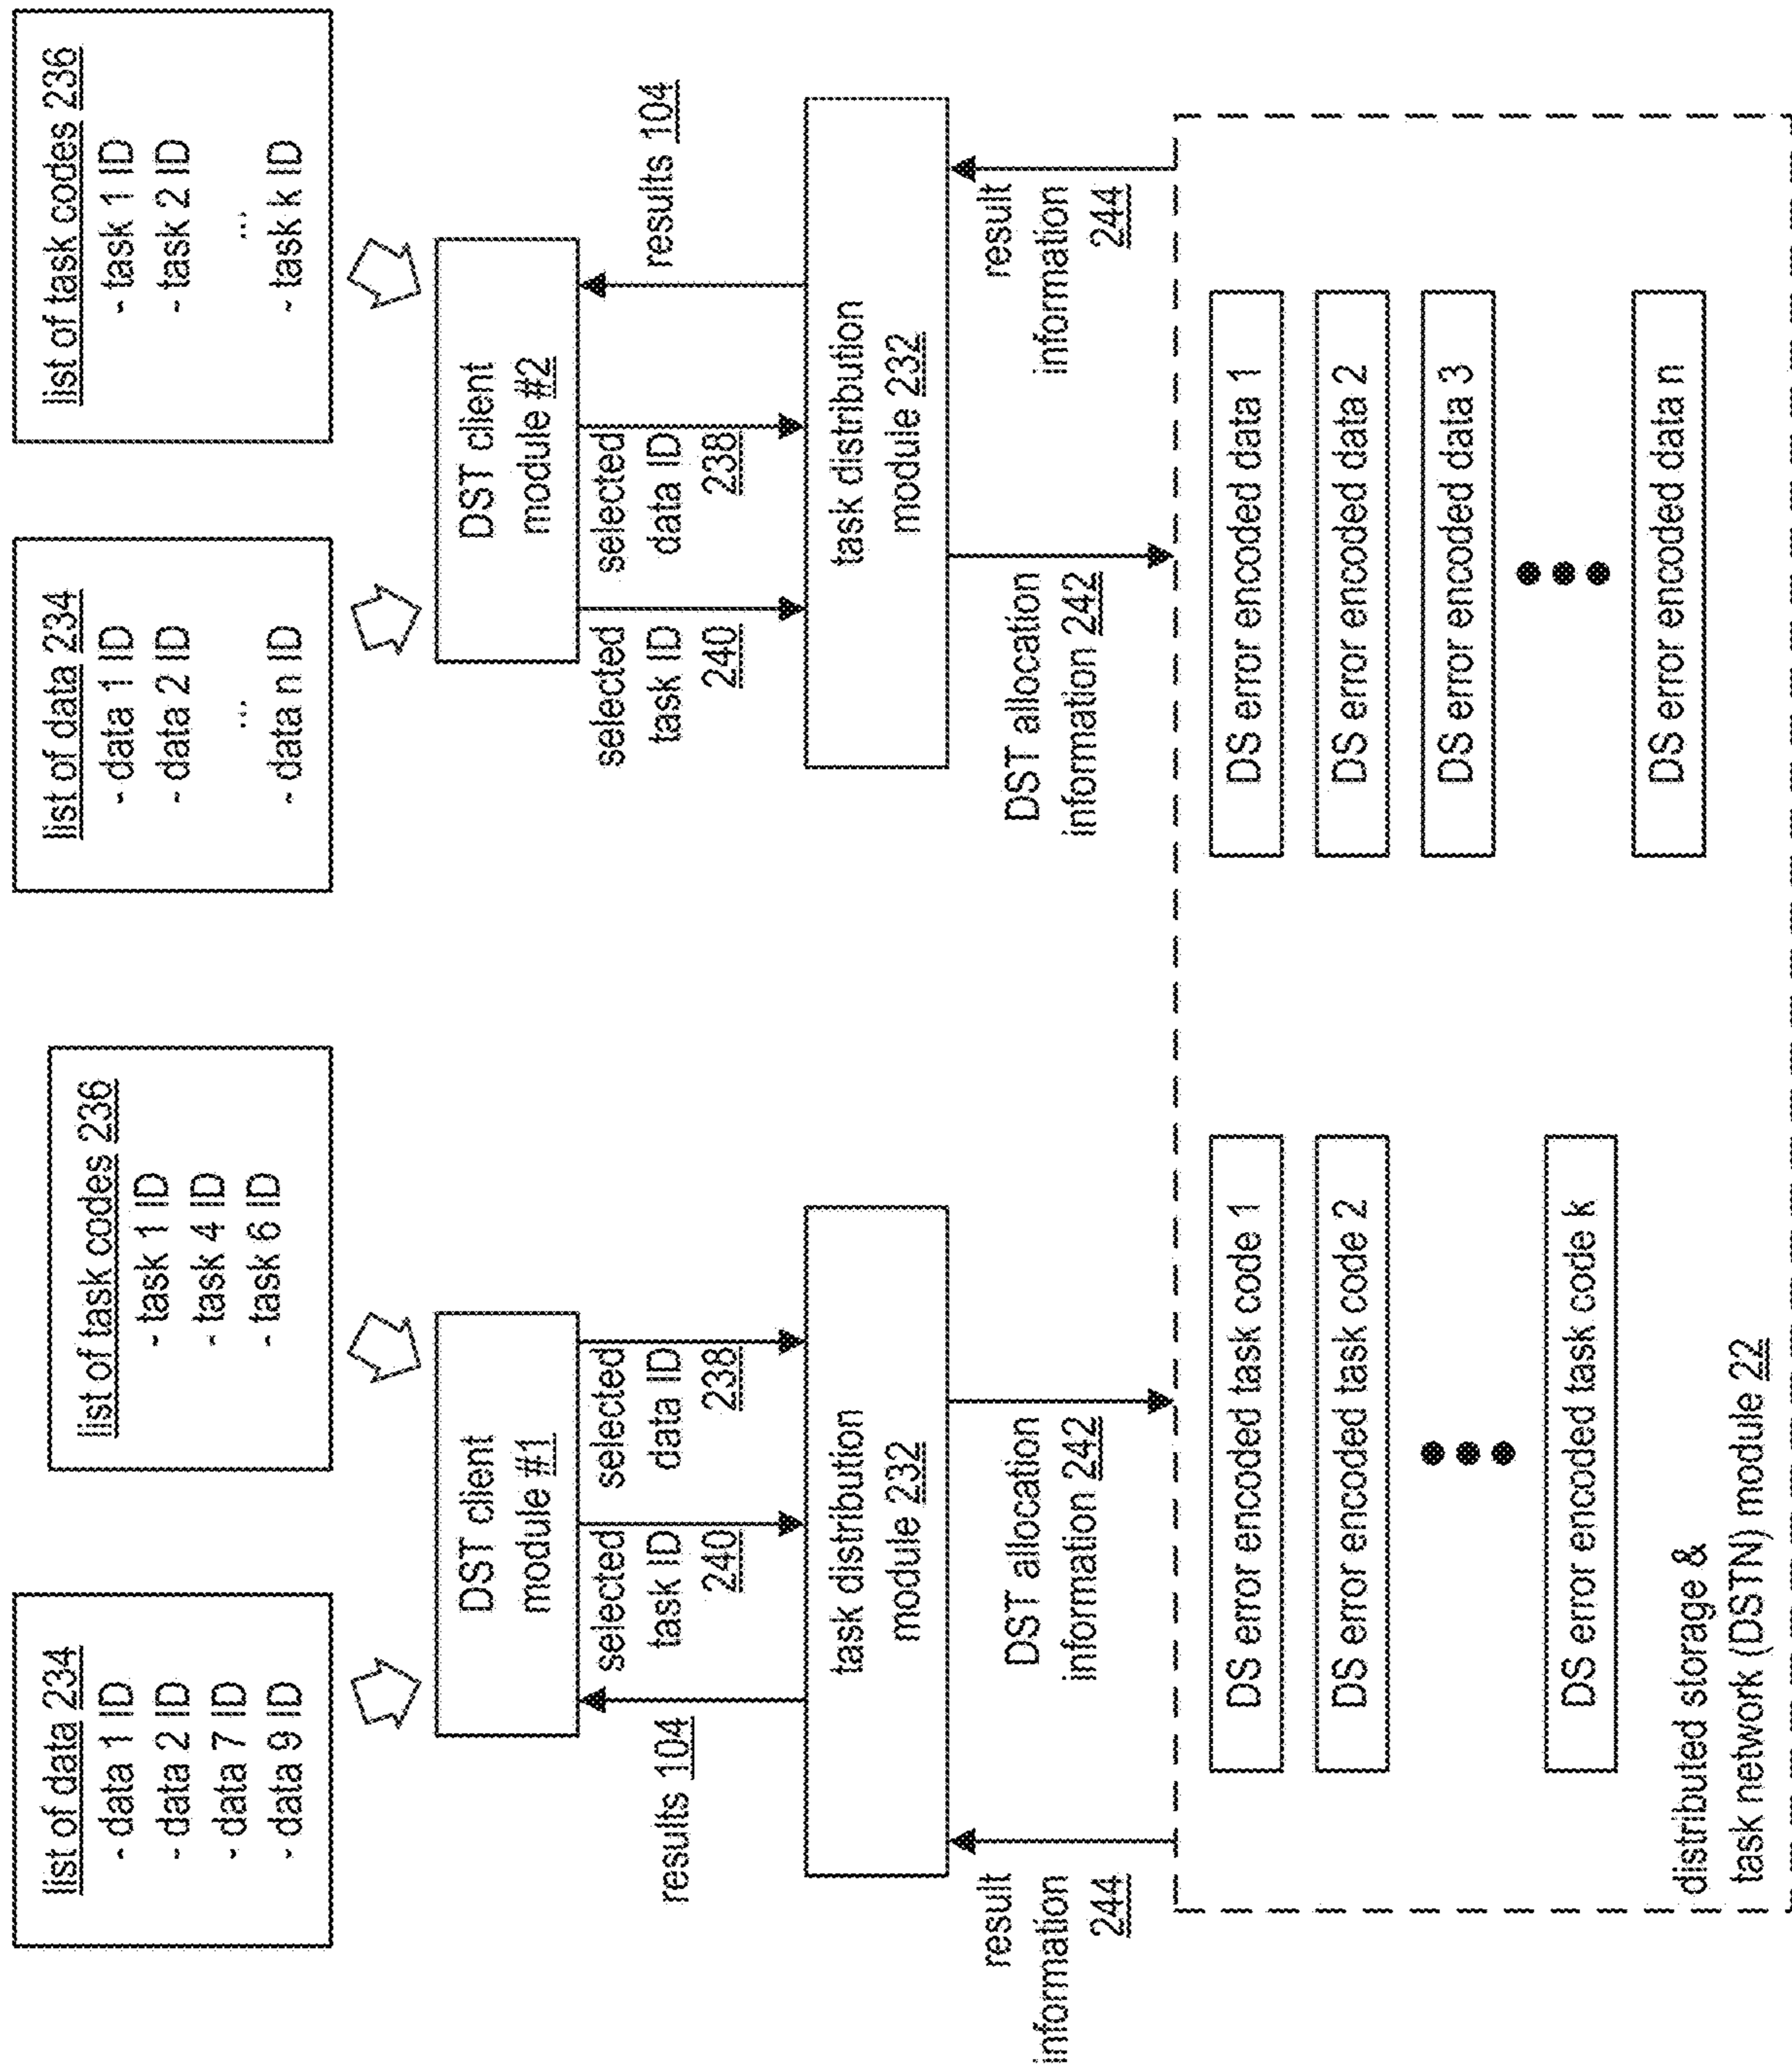 list of data 234
- data 1 ID
- data 2 ID
- data 7 ID
- data 9 ID
list of task codes 236
- task 1 ID
- task 4 ID
- task 6 ID
list of data 234
- data 1 ID
- data 2 ID
...
- data n ID
list of task codes 236
- task 1 ID
- task 2 ID
...
- task k ID
DST client
module #1
DST client
module #2
results 104
selected
task ID
240
selected
data ID
238
selected
task ID
240
selected
data ID
238
results 104
task distribution
module 232
task distribution
module 232
result
information
244
DST allocation
information 242
DST allocation
information 242
result
information
244
DS error encoded task code 1
DS error encoded task code 2
DS error encoded task code k
DS error encoded data 1
DS error encoded data 2
DS error encoded data 3
DS error encoded data n
distributed storage &
task network (DSTN) module 22